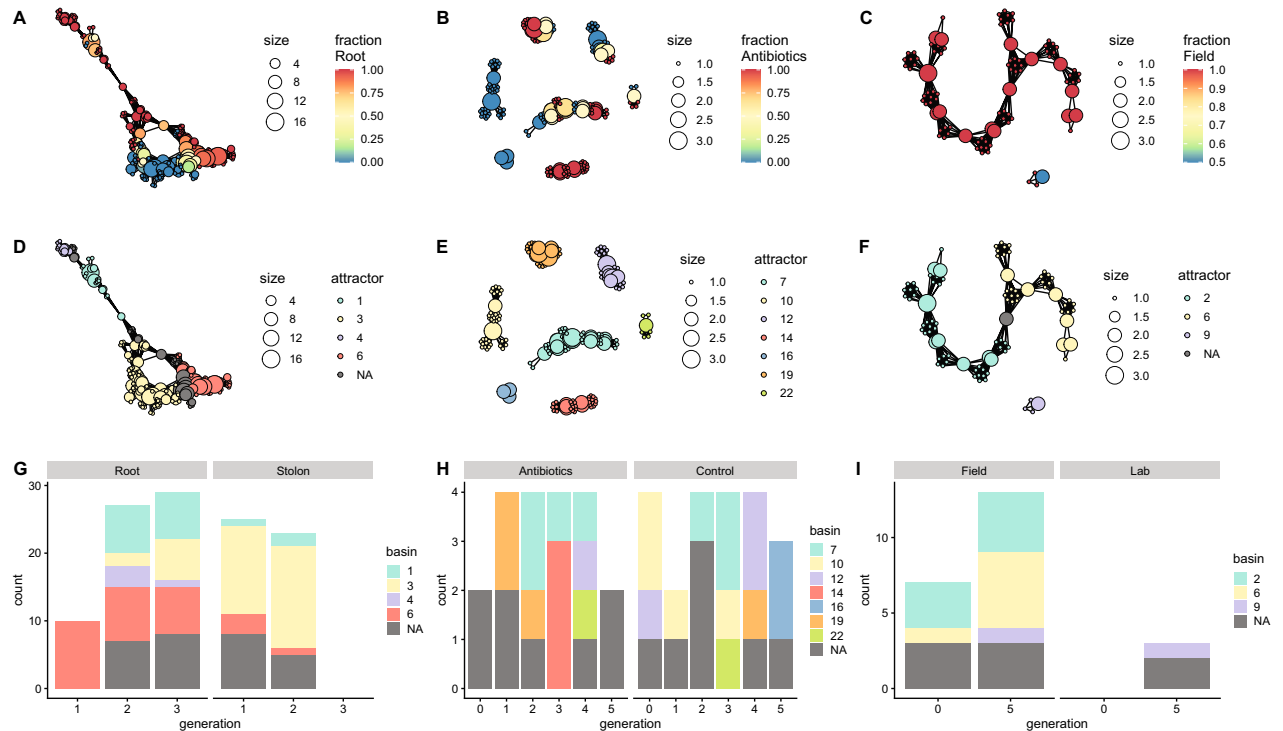 A
size
4
8
12
16
fraction
Root
1.00
0.75
0.50
0.25
0.00
B
size
1.0
1.5
2.0
2.5
3.0
fraction
Antibiotics
1.00
0.75
0.50
0.25
0.00
C
size
1.0
1.5
2.0
2.5
3.0
fraction
Field
1.0
0.9
0.8
0.7
0.6
0.5
D
size
4
8
12
16
attractor
1
3
4
6
NA
E
size
1.0
1.5
2.0
2.5
3.0
attractor
7
10
12
14
16
19
22
F
size
1.0
1.5
2.0
2.5
3.0
attractor
2
6
9
NA
G
Root Stolon
30
20
10
0
count
1 2 3 1 2 3
generation
basin
1
3
4
6
NA
H
Antibiotics Control
4
3
2
1
0
count
0 1 2 3 4 5 0 1 2 3 4 5
generation
basin
7
10
12
14
16
19
22
NA
I
Field Lab
10
5
0
count
0 5 0 5
generation
basin
2
6
9
NA